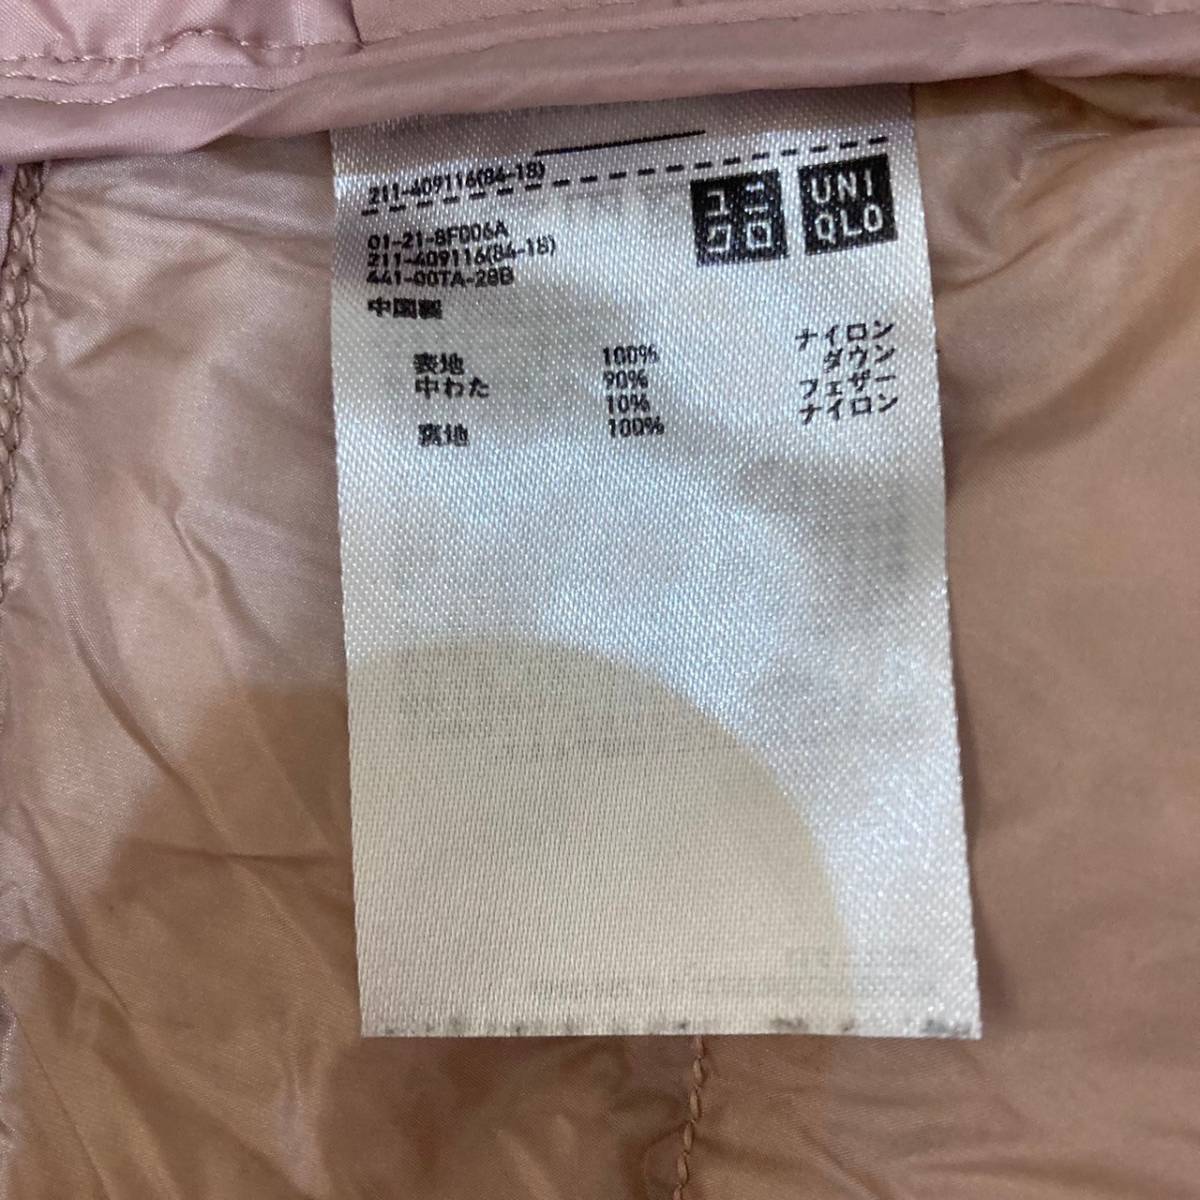 211-409116(84-18)
ユニ
クロ
UNI
QLO
01-21-8F006A
211-409116(84-18)
441-00TA-28B
中国製
表地 100% ナイロン
中わた 90% ダウン
10% フェザー
裏地 100% ナイロン